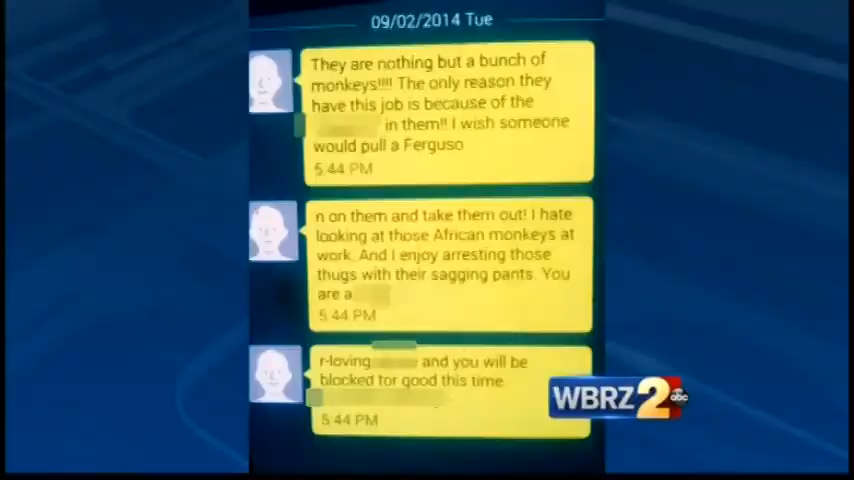 09/02/2014 Tue
They are nothing but a bunch of
monkeys!!!! The only reason they
have this job is because of the
in them!! I wish someone
would pull a Ferguso
5:44 PM
n on them and take them out! I hate
looking at those African monkeys at
work. And I enjoy arresting those
thugs with their sagging pants. You
are a
5:44 PM
r-loving and you will be
blocked for good this time.
5:44 PM
WBRZ 2 abc